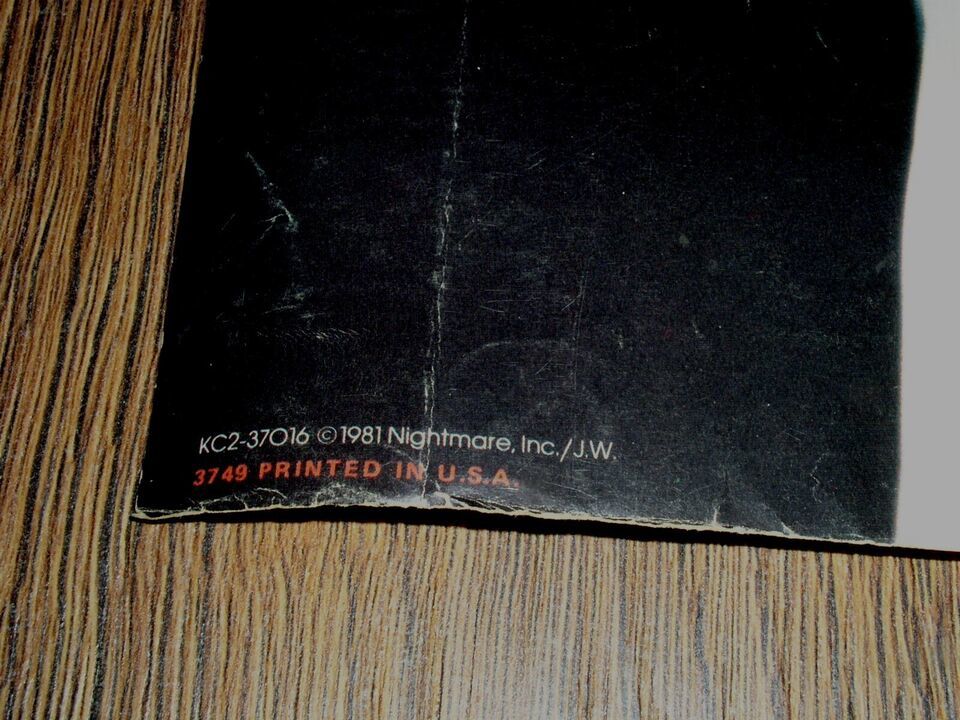 KC2-37016 ©1981 Nightmare, Inc./J.W.
3749 PRINTED IN U.S.A.